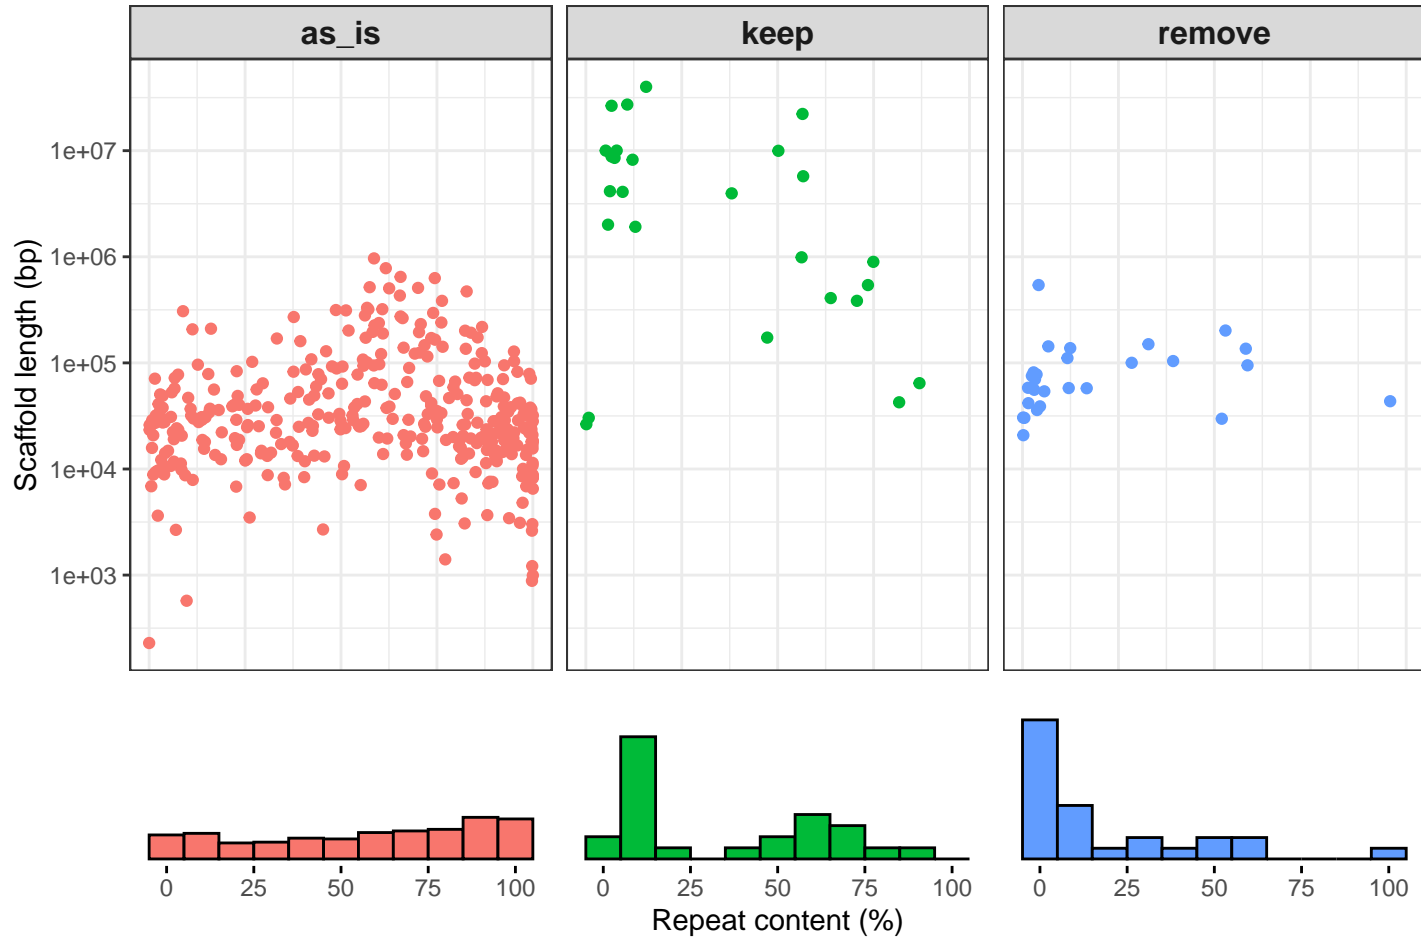 as_is keep remove
Scaffold length (bp)
1e+07
1e+06
1e+05
1e+04
1e+03
0 25 50 75 100 0 25 50 75 100 0 25 50 75 100
Repeat content (%)